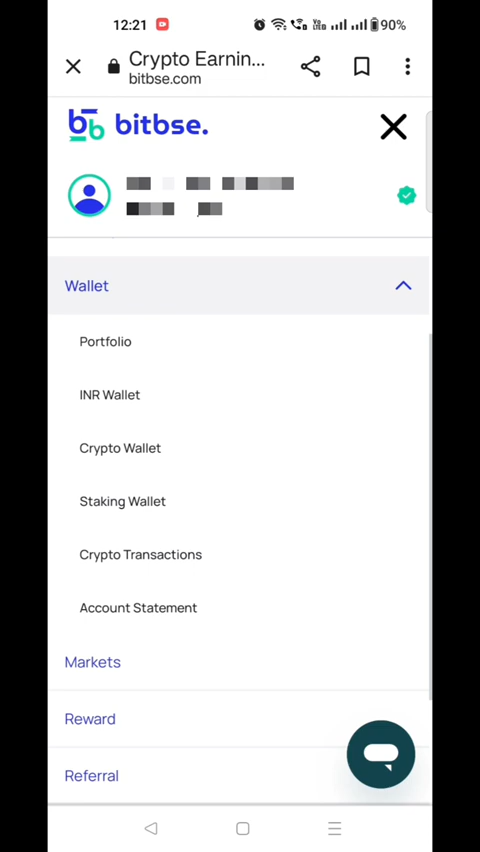 12:21
90%
Crypto Earnin...
bitbse.com
bitbse.
Wallet
Portfolio
INR Wallet
Crypto Wallet
Staking Wallet
Crypto Transactions
Account Statement
Markets
Reward
Referral